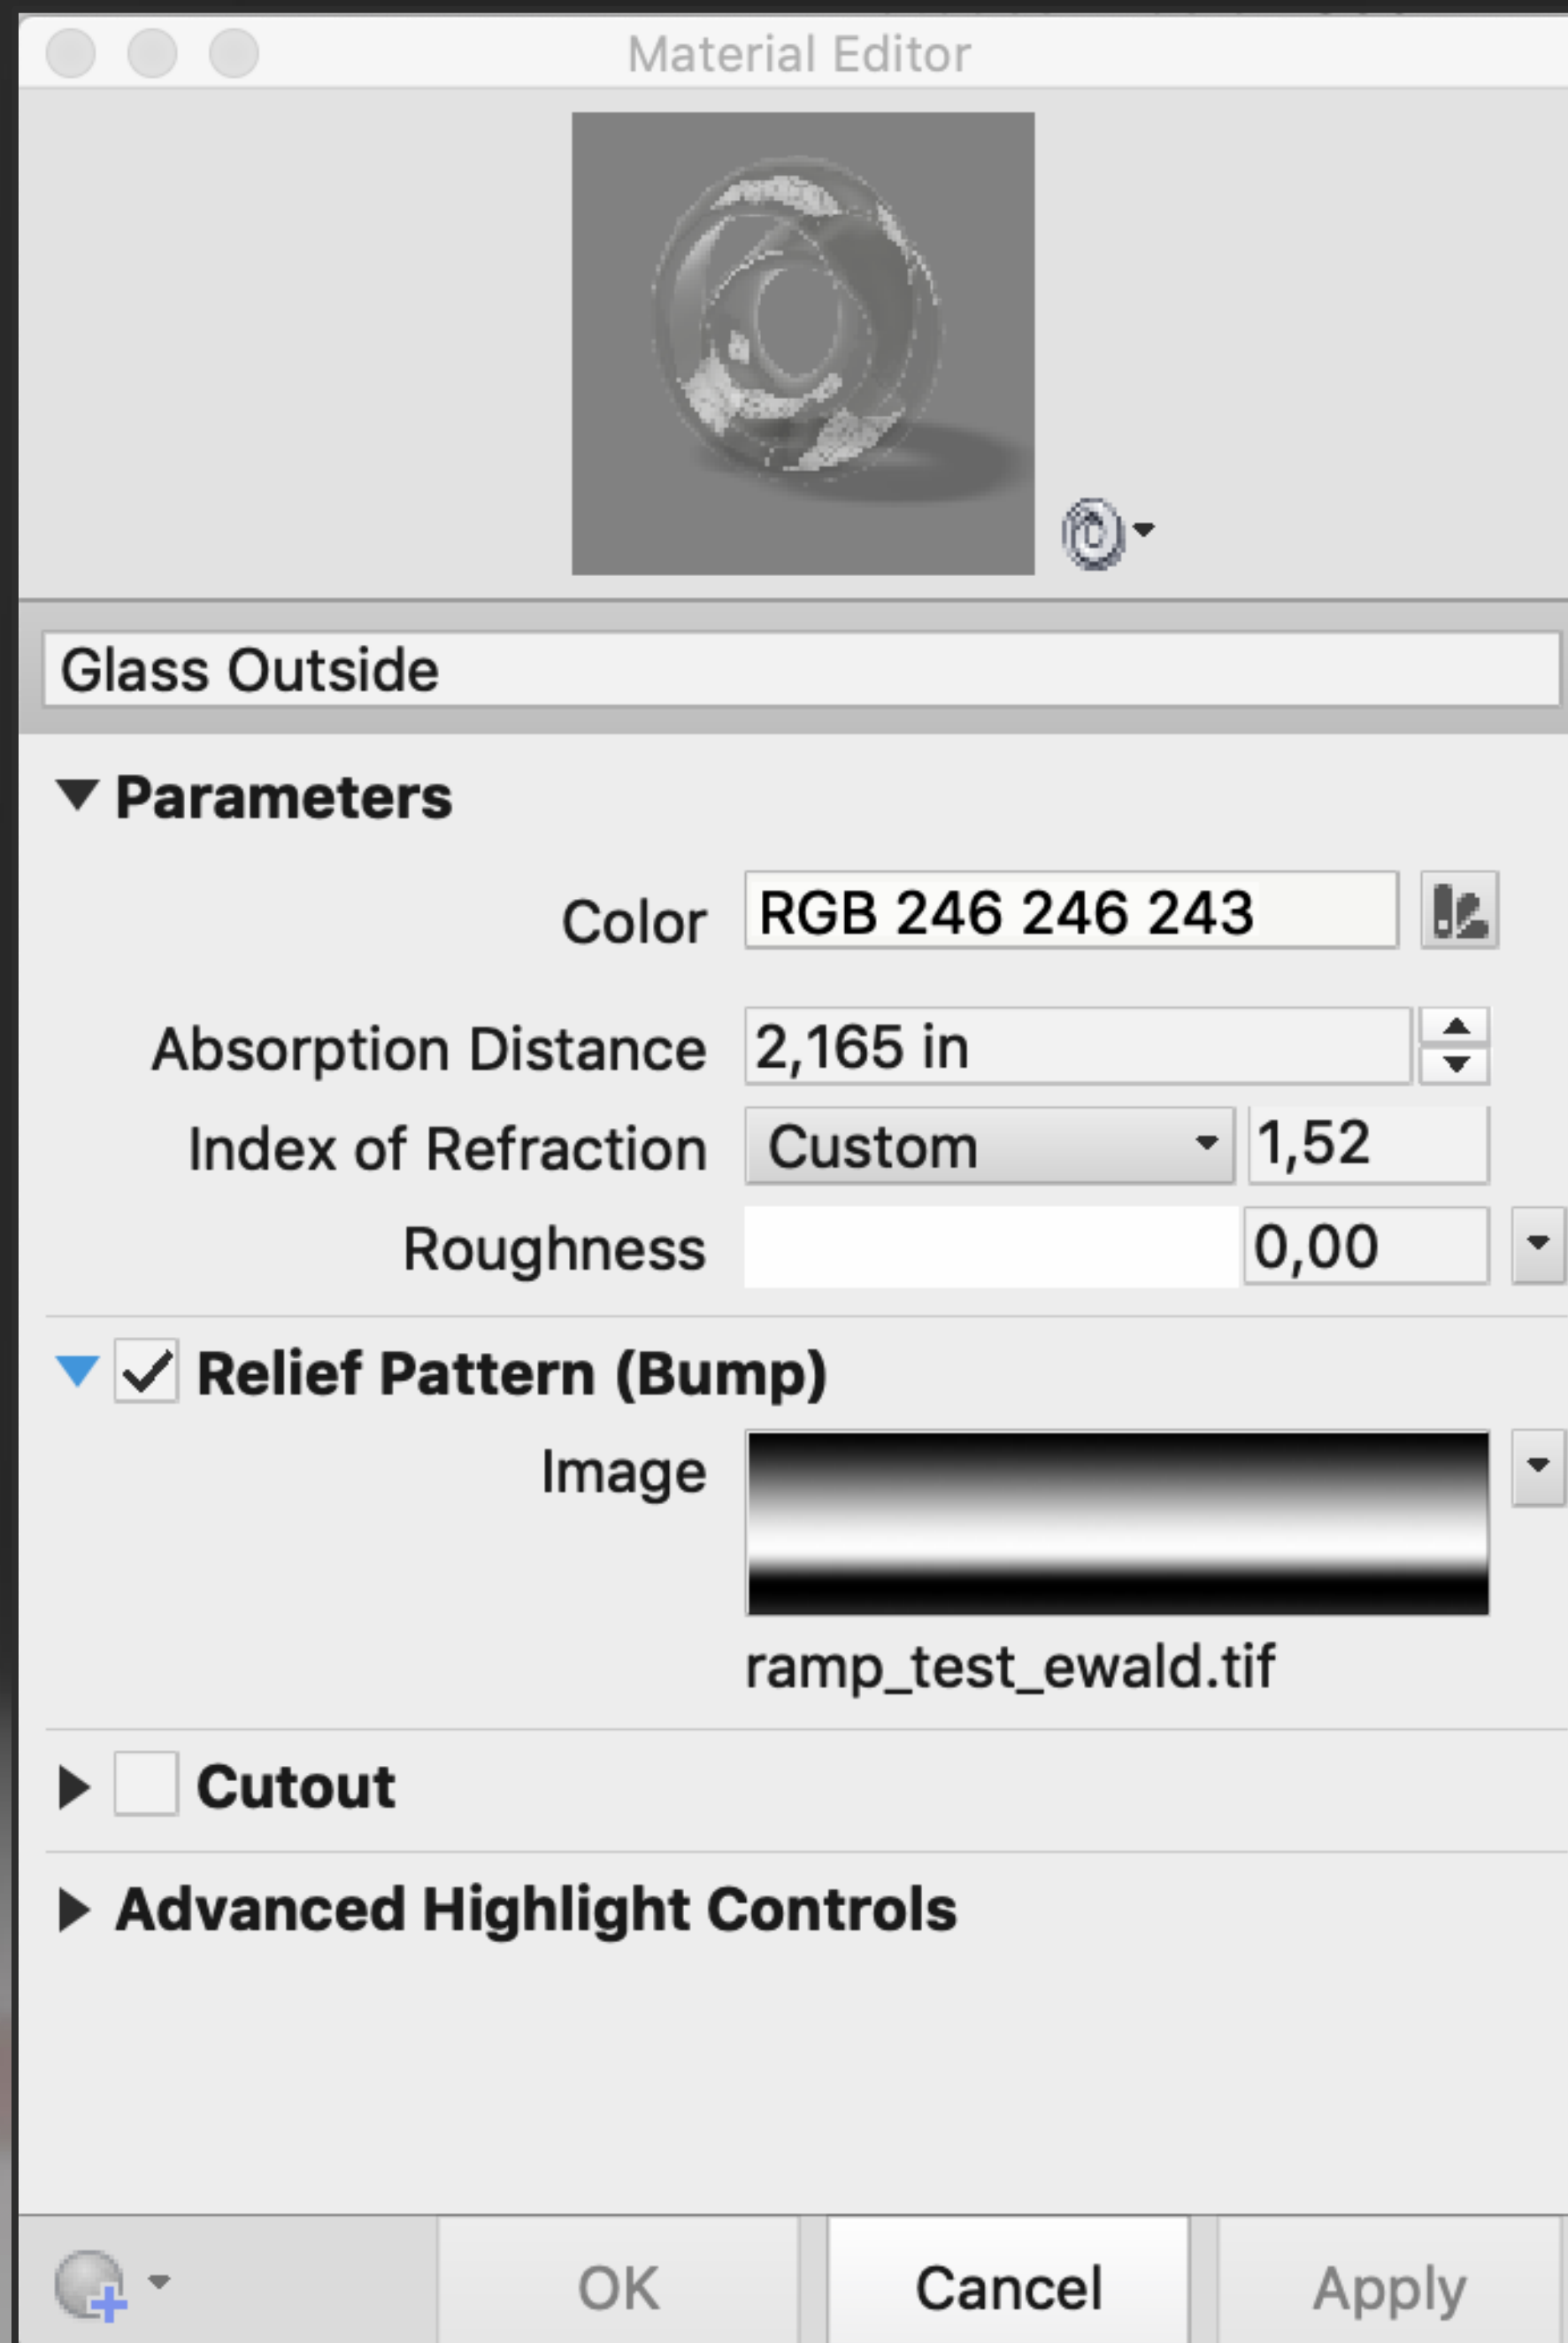 Material Editor
Glass Outside
Parameters
Color RGB 246 246 243
Absorption Distance 2,165 in
Index of Refraction Custom 1,52
Roughness 0,00
Relief Pattern (Bump)
Image
ramp_test_ewald.tif
Cutout
Advanced Highlight Controls
OK Cancel Apply